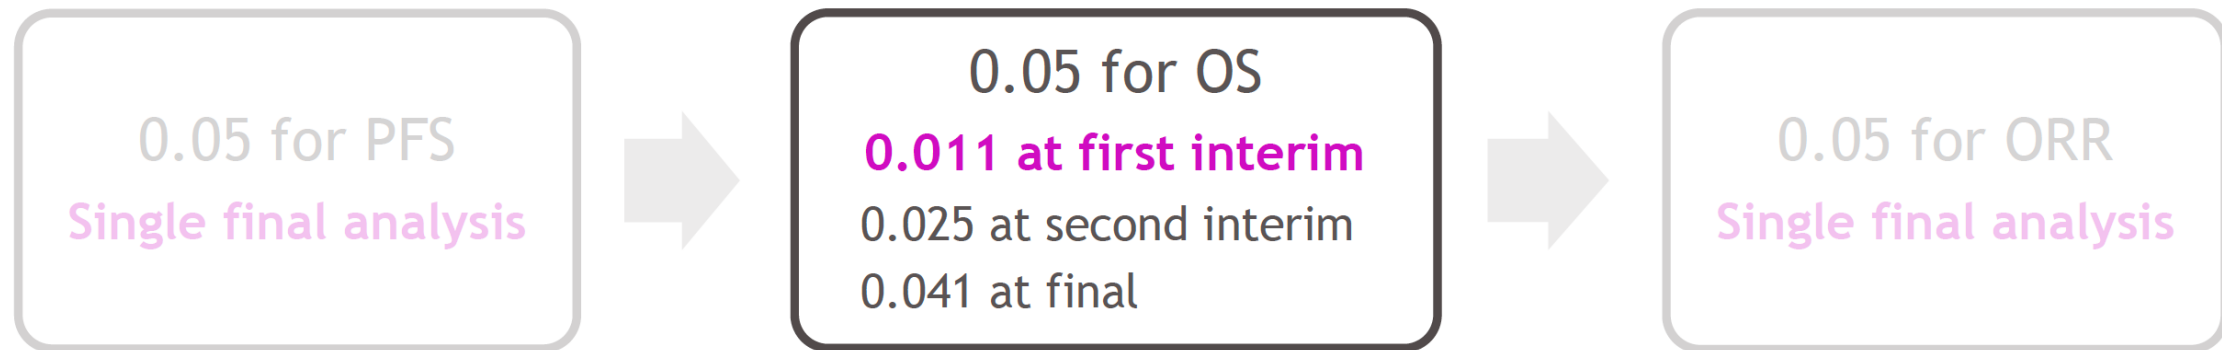 0.05 for PFS
Single final analysis
0.05 for OS
0.011 at first interim
0.025 at second interim
0.041 at final
0.05 for ORR
Single final analysis